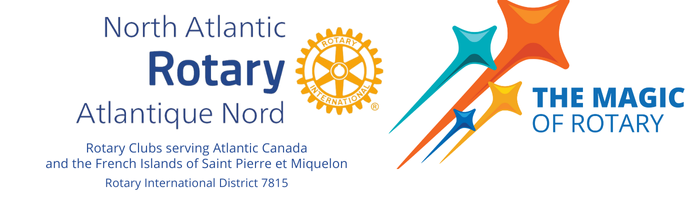 North Atlantic
Rotary
Atlantique Nord
Rotary Clubs serving Atlantic Canada
and the French Islands of Saint Pierre et Miquelon
Rotary International District 7815
ROTARY
INTERNATIONAL
®
THE MAGIC
OF ROTARY